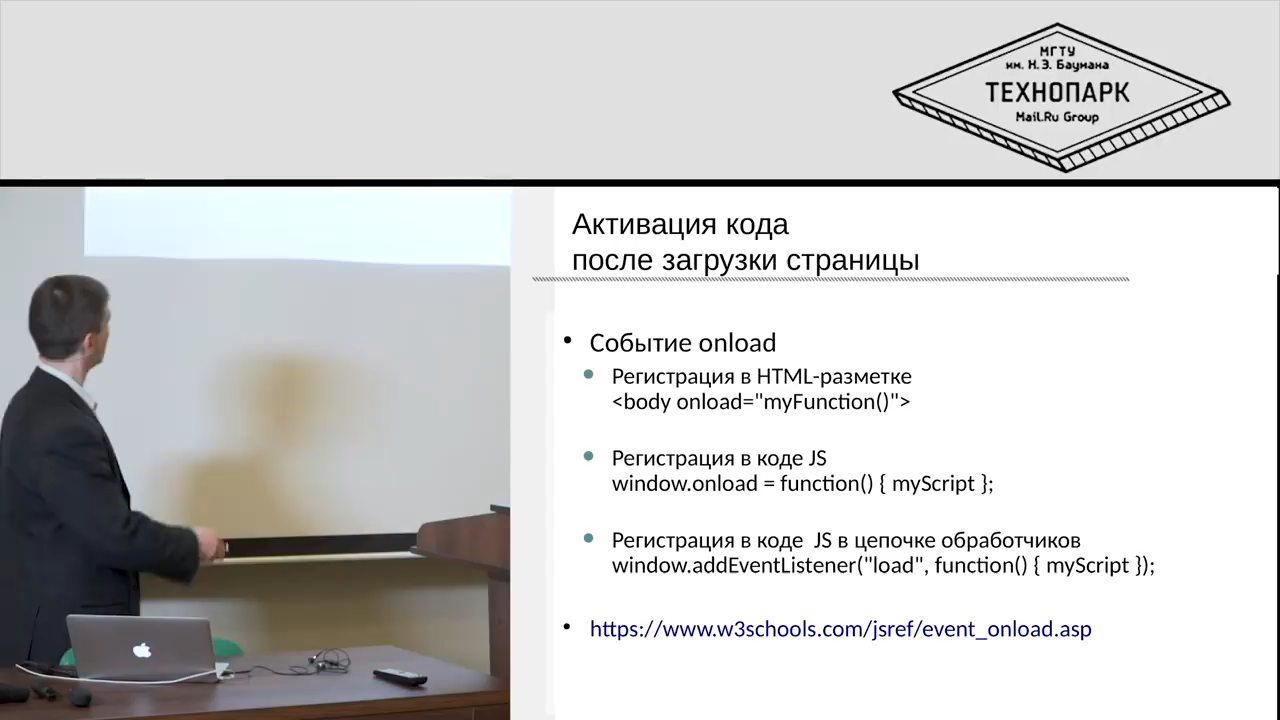 МГТУ
им. Н.Э. Баумана
ТЕХНОПАРК
Mail.Ru Group
Активация кода
после загрузки страницы
• Событие onload
• Регистрация в HTML-разметке
<body onload="myFunction()">
• Регистрация в коде JS
window.onload = function() { myScript };
• Регистрация в коде  JS в цепочке обработчиков
window.addEventListener("load", function() { myScript });
• https://www.w3schools.com/jsref/event_onload.asp